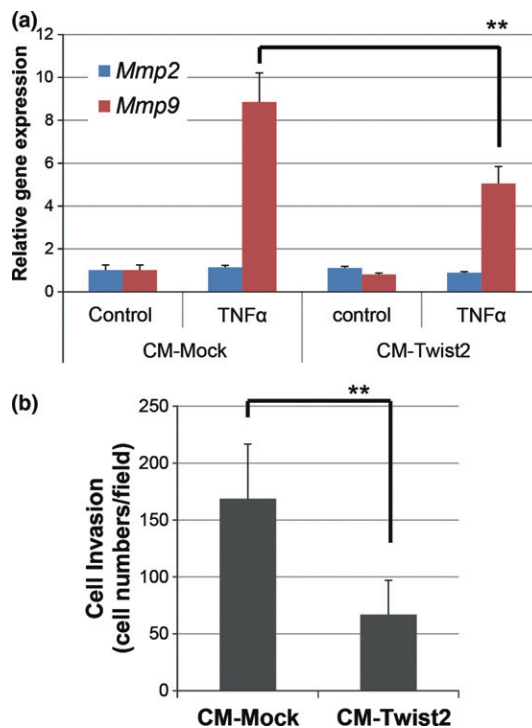 (a)
**
Relative gene expression
12
10
8
6
4
2
0
Mmp2
Mmp9
Control TNFα control TNFα
CM-Mock CM-Twist2
(b)
**
Cell Invasion
(cell numbers/field)
250
200
150
100
50
0
CM-Mock CM-Twist2